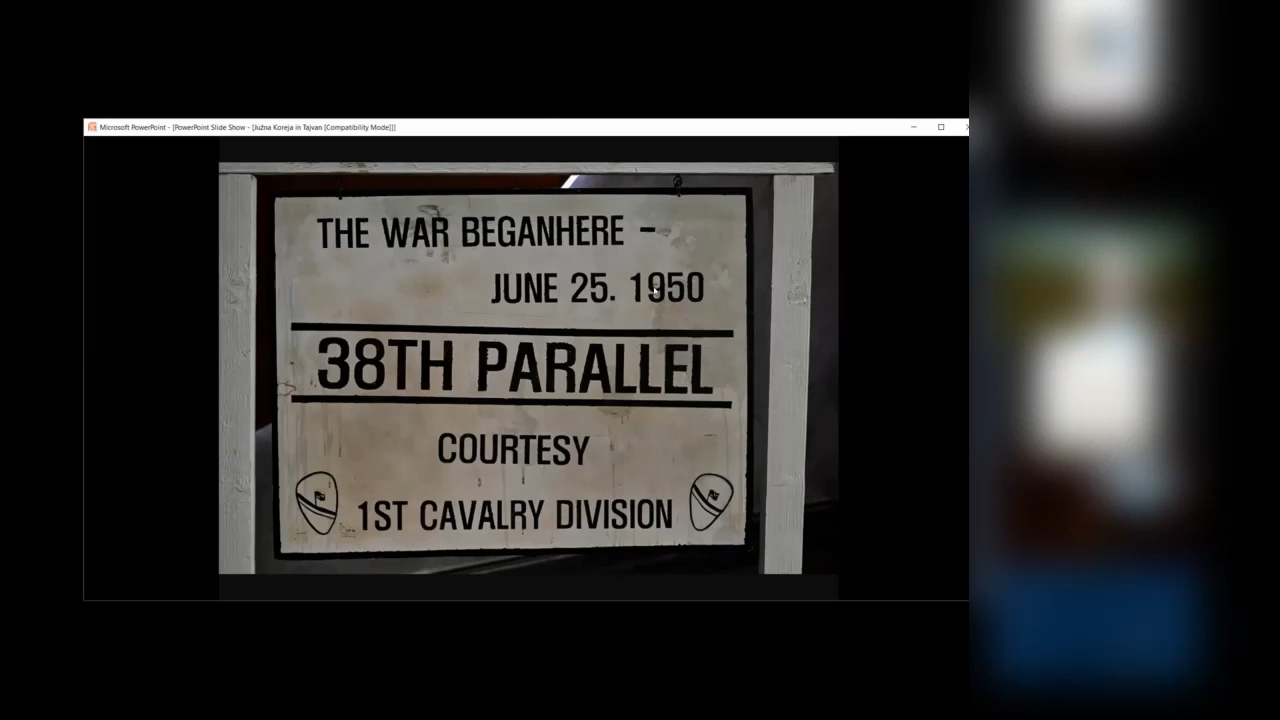 Microsoft PowerPoint - [PowerPoint Slide Show - [Južna Koreja in Tajvan [Compatibility Mode]]]
THE WAR BEGANHERE -
JUNE 25. 1950
38TH PARALLEL
COURTESY
1ST CAVALRY DIVISION